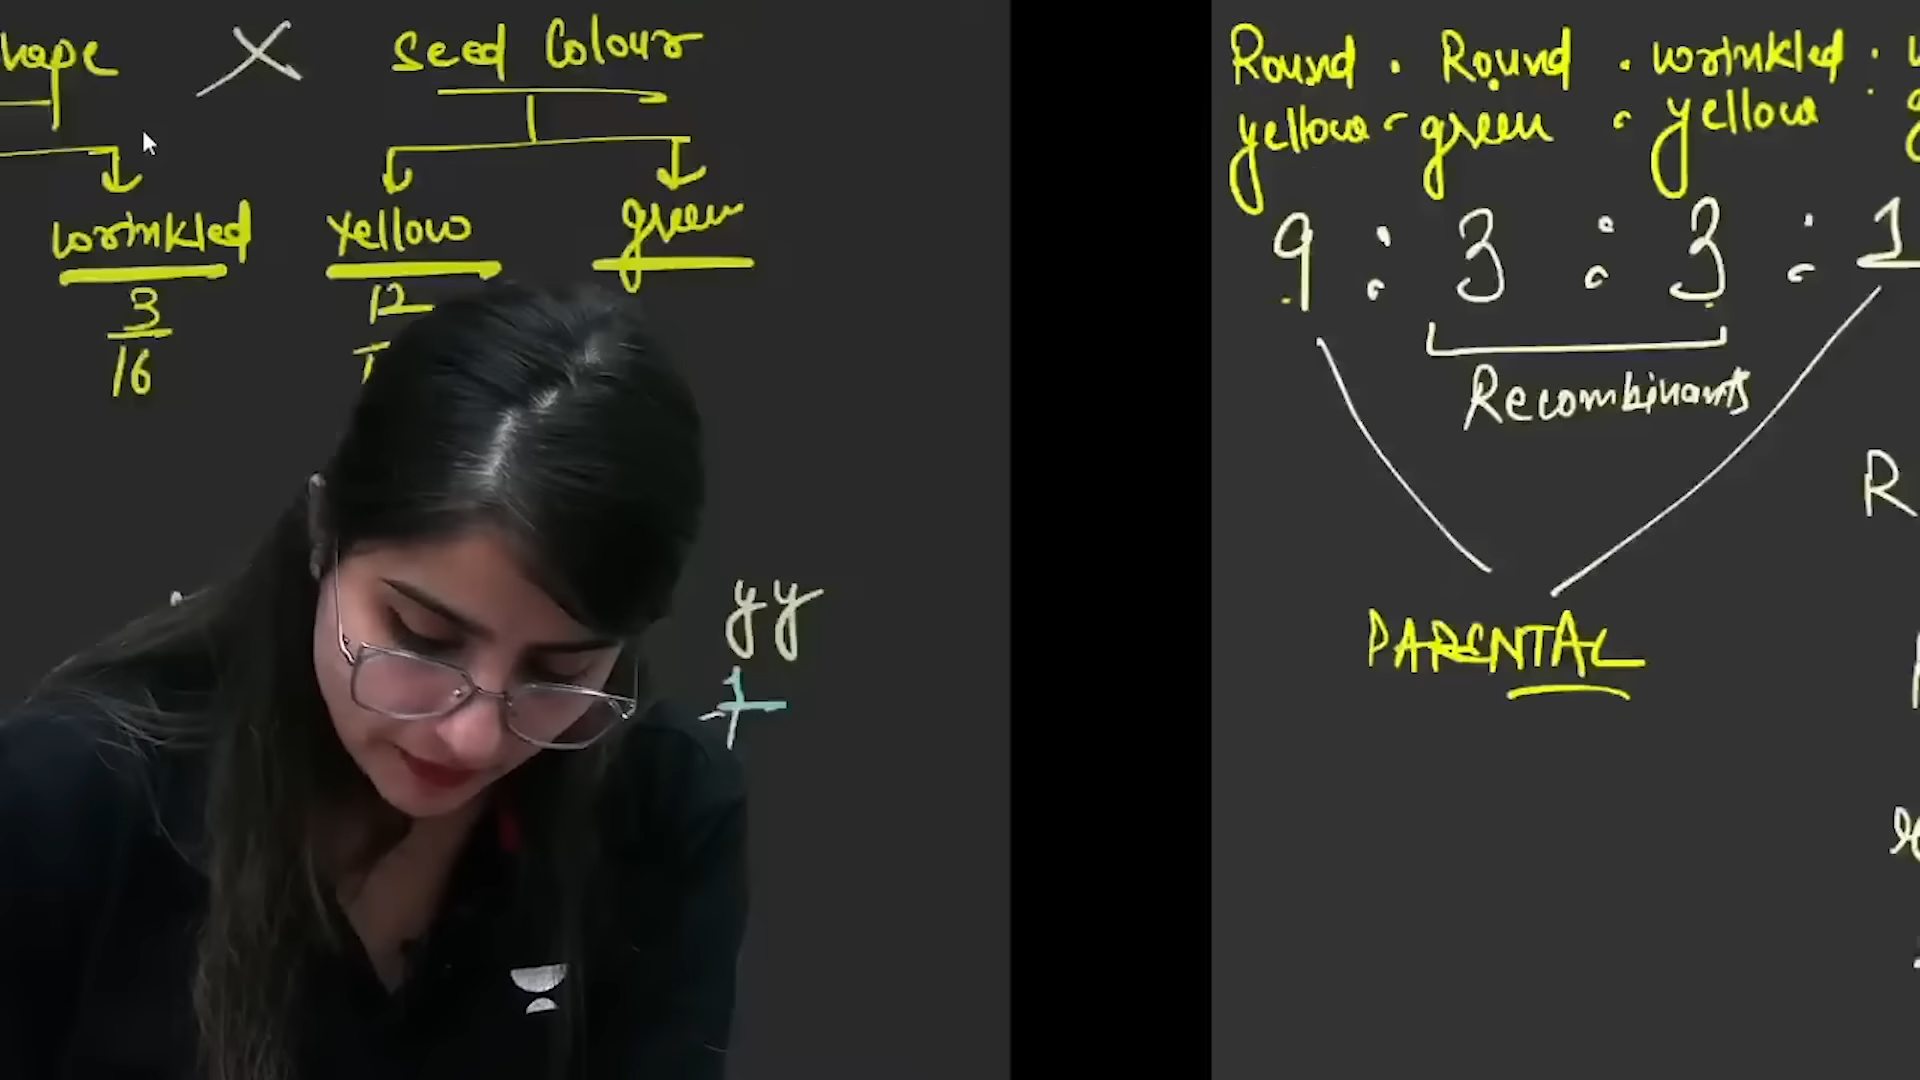 hape X Seed Colour
wrinkled yellow green
3/16 12
yy
Round . Round . wrinkled .
yellow green yellow
9 : 3 : 3 : 1
Recombinants
R
PARENTAL